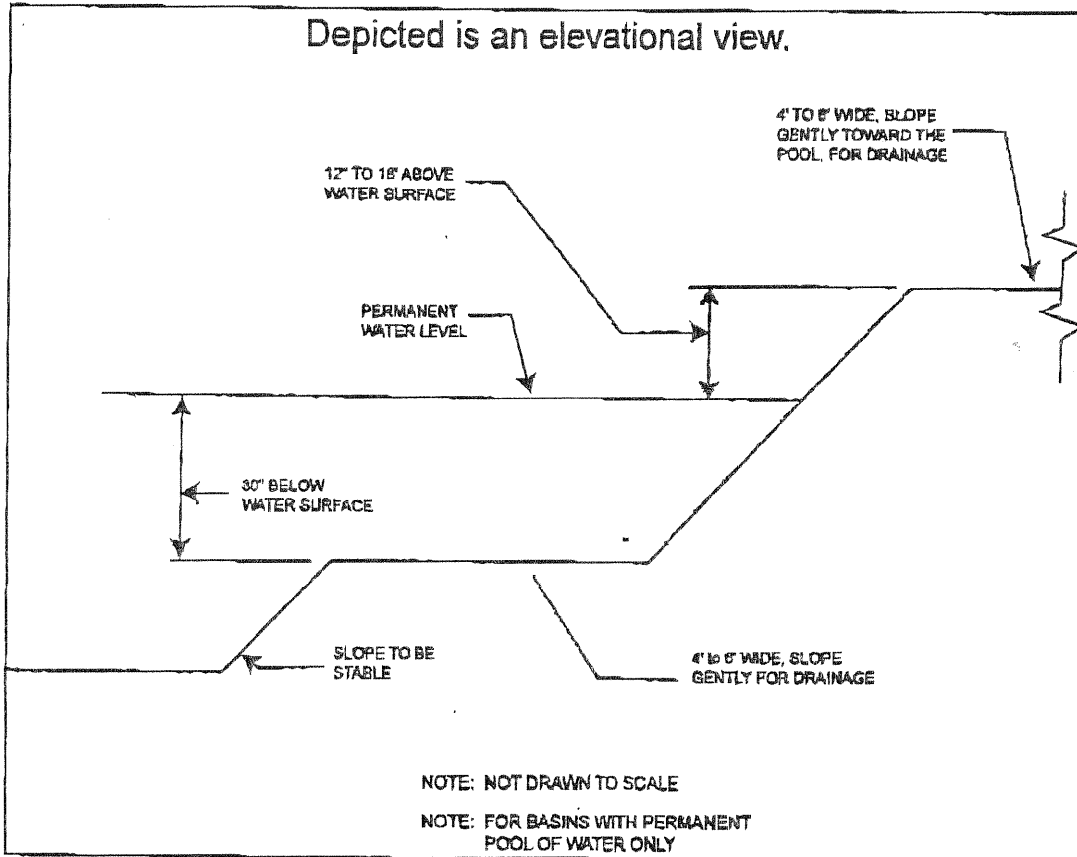 Depicted is an elevational view.
4' TO 6' WIDE, SLOPE
GENTLY TOWARD THE
POOL, FOR DRAINAGE
12" TO 18" ABOVE
WATER SURFACE
PERMANENT
WATER LEVEL
30" BELOW
WATER SURFACE
SLOPE TO BE
STABLE
4' to 6' WIDE, SLOPE
GENTLY FOR DRAINAGE
NOTE: NOT DRAWN TO SCALE
NOTE: FOR BASINS WITH PERMANENT
POOL OF WATER ONLY